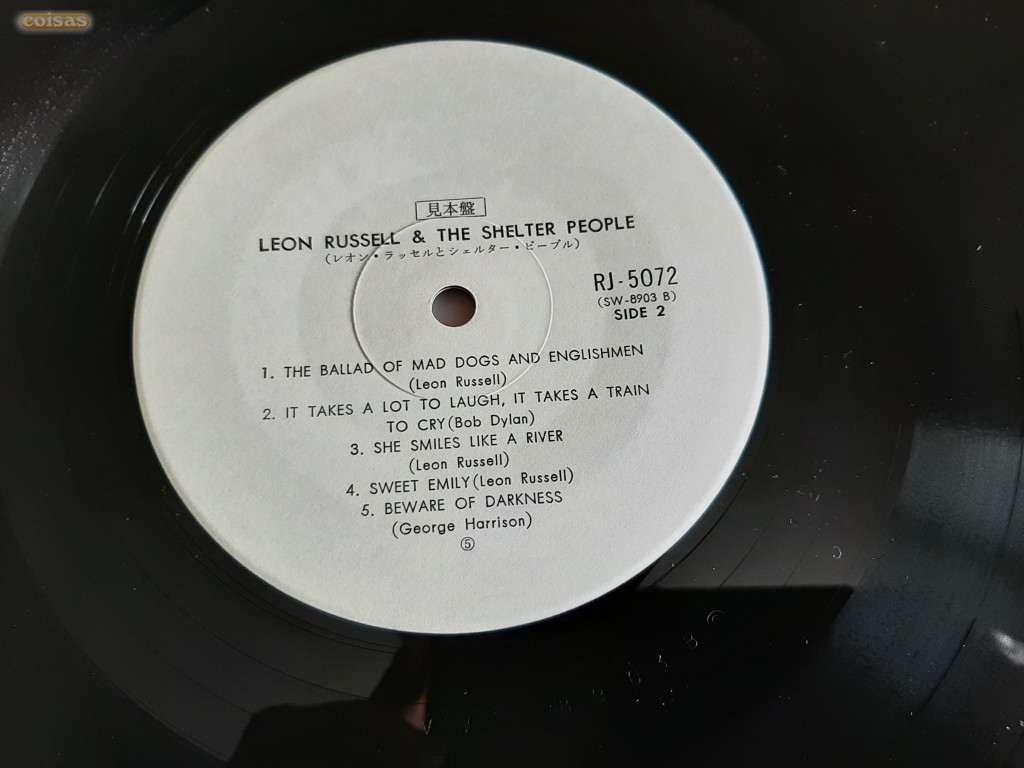 coisas
見本盤
LEON RUSSELL & THE SHELTER PEOPLE
(レオン・ラッセルとシェルター・ピープル)
RJ-5072
(SW-8903 B)
SIDE 2
1. THE BALLAD OF MAD DOGS AND ENGLISHMEN
(Leon Russell)
2. IT TAKES A LOT TO LAUGH, IT TAKES A TRAIN
TO CRY(Bob Dylan)
3. SHE SMILES LIKE A RIVER
(Leon Russell)
4. SWEET EMILY(Leon Russell)
5. BEWARE OF DARKNESS
(George Harrison)
⑤